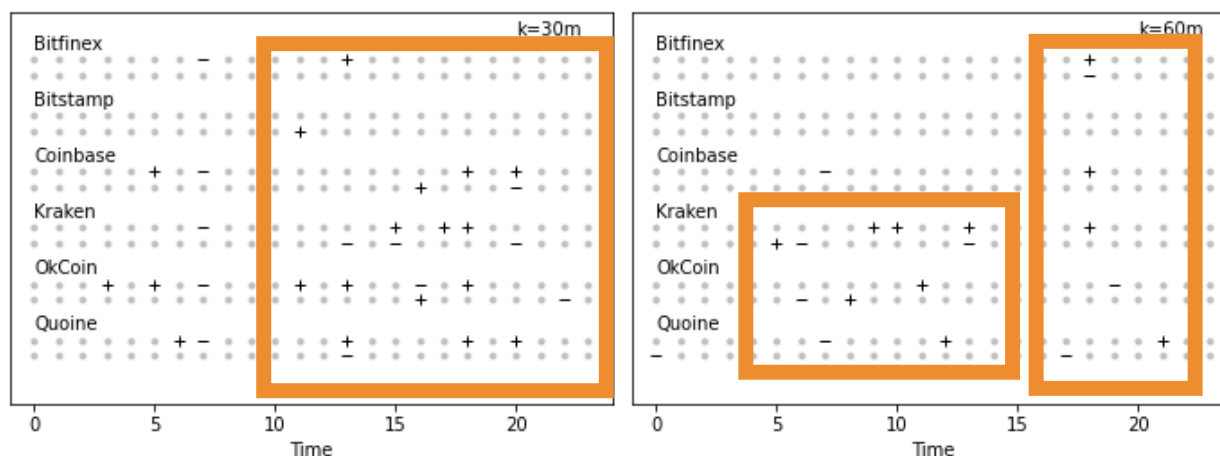 k=30m
Bitfinex
Bitstamp
Coinbase
Kraken
OkCoin
Quoine
0 5 10 15 20
Time
k=60m
Bitfinex
Bitstamp
Coinbase
Kraken
OkCoin
Quoine
0 5 10 15 20
Time